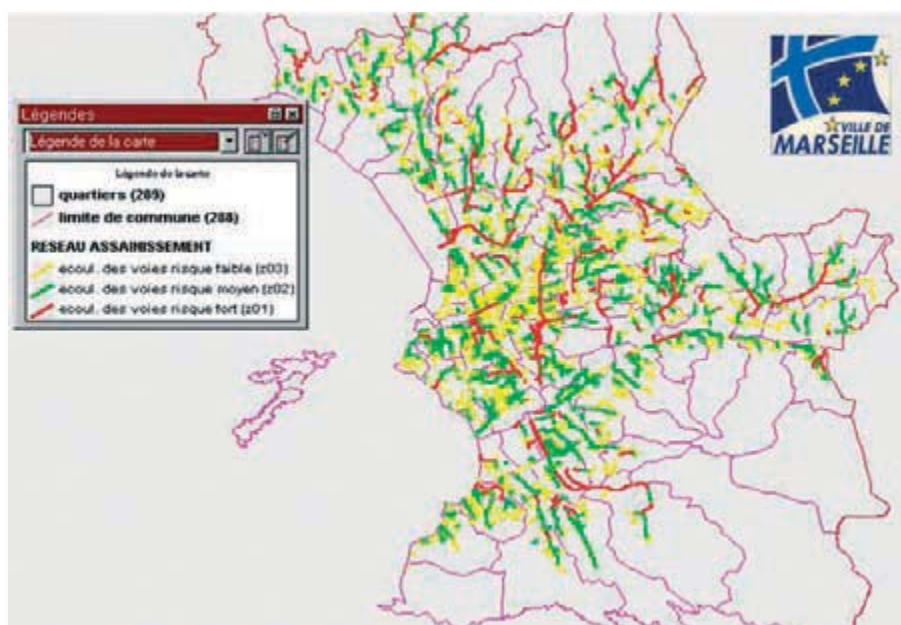 Légendes
Légende de la carte
Légende de la carte
quartiers (289)
limite de commune (288)
RESEAU ASSAINISSEMENT
ecoul. des voies risque faible (z03)
ecoul. des voies risque moyen (z02)
ecoul. des voies risque fort (z01)
VILLE DE
MARSEILLE